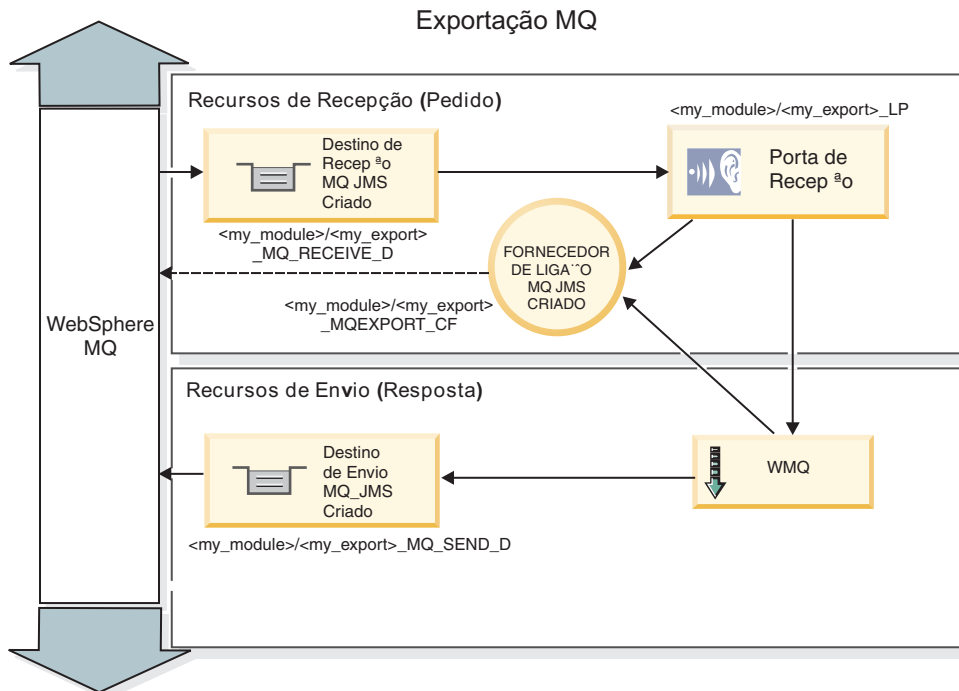 Exportação MQ
Recursos de Recepção (Pedido)
<my_module>/<my_export>_LP
Destino de
Recep ªo
MQ JMS
Criado
Porta de
Recep ªo
<my_module>/<my_export>
_MQ_RECEIVE_D
FORNECEDOR
DE LIGA¨ˆO
MQ JMS
CRIADO
<my_module>/<my_export>
_MQEXPORT_CF
WebSphere
MQ
Recursos de Envio (Resposta)
Destino
de Envio
MQ_JMS
Criado
WMQ
<my_module>/<my_export>_MQ_SEND_D